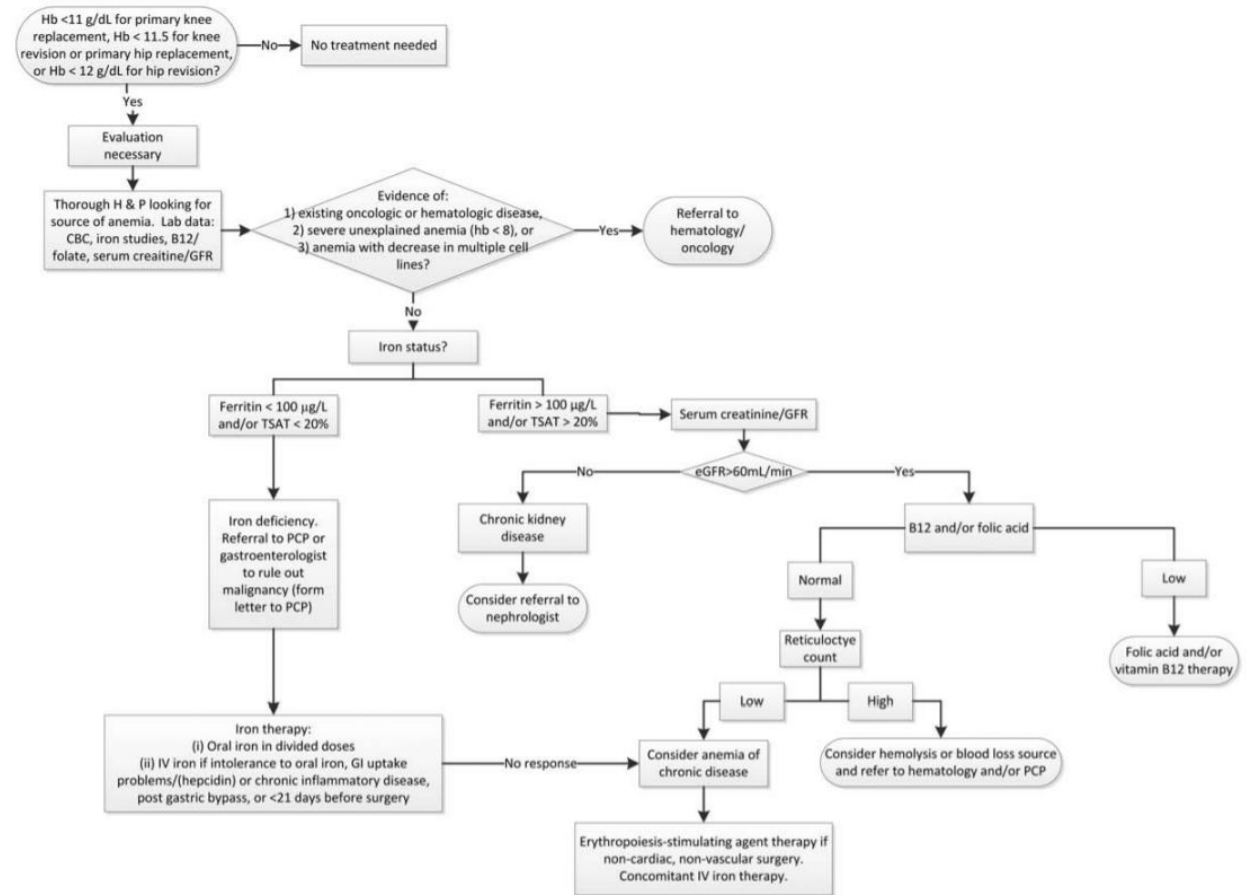 Hb <11 g/dL for primary knee
replacement, Hb < 11.5 for knee
revision or primary hip replacement,
or Hb < 12 g/dL for hip revision?
No
No treatment needed
Yes
Evaluation
necessary
Thorough H & P looking for
source of anemia. Lab data:
CBC, iron studies, B12/
folate, serum creaitine/GFR
Evidence of:
1) existing oncologic or hematologic disease,
2) severe unexplained anemia (hb < 8), or
3) anemia with decrease in multiple cell
lines?
Yes
Referral to
hematology/
oncology
No
Iron status?
Ferritin < 100 µg/L
and/or TSAT < 20%
Ferritin > 100 µg/L
and/or TSAT > 20%
Serum creatinine/GFR
eGFR>60mL/min
No
Yes
Iron deficiency.
Referral to PCP or
gastroenterologist
to rule out
malignancy (form
letter to PCP)
Chronic kidney
disease
Consider referral to
nephrologist
B12 and/or folic acid
Normal
Low
Reticuloctye
count
Folic acid and/or
vitamin B12 therapy
Low
High
Iron therapy:
(i) Oral iron in divided doses
(ii) IV iron if intolerance to oral iron, GI uptake
problems/(hepcidin) or chronic inflammatory disease,
post gastric bypass, or <21 days before surgery
No response
Consider anemia of
chronic disease
Consider hemolysis or blood loss source
and refer to hematology and/or PCP
Erythropoiesis-stimulating agent therapy if
non-cardiac, non-vascular surgery.
Concomitant IV iron therapy.